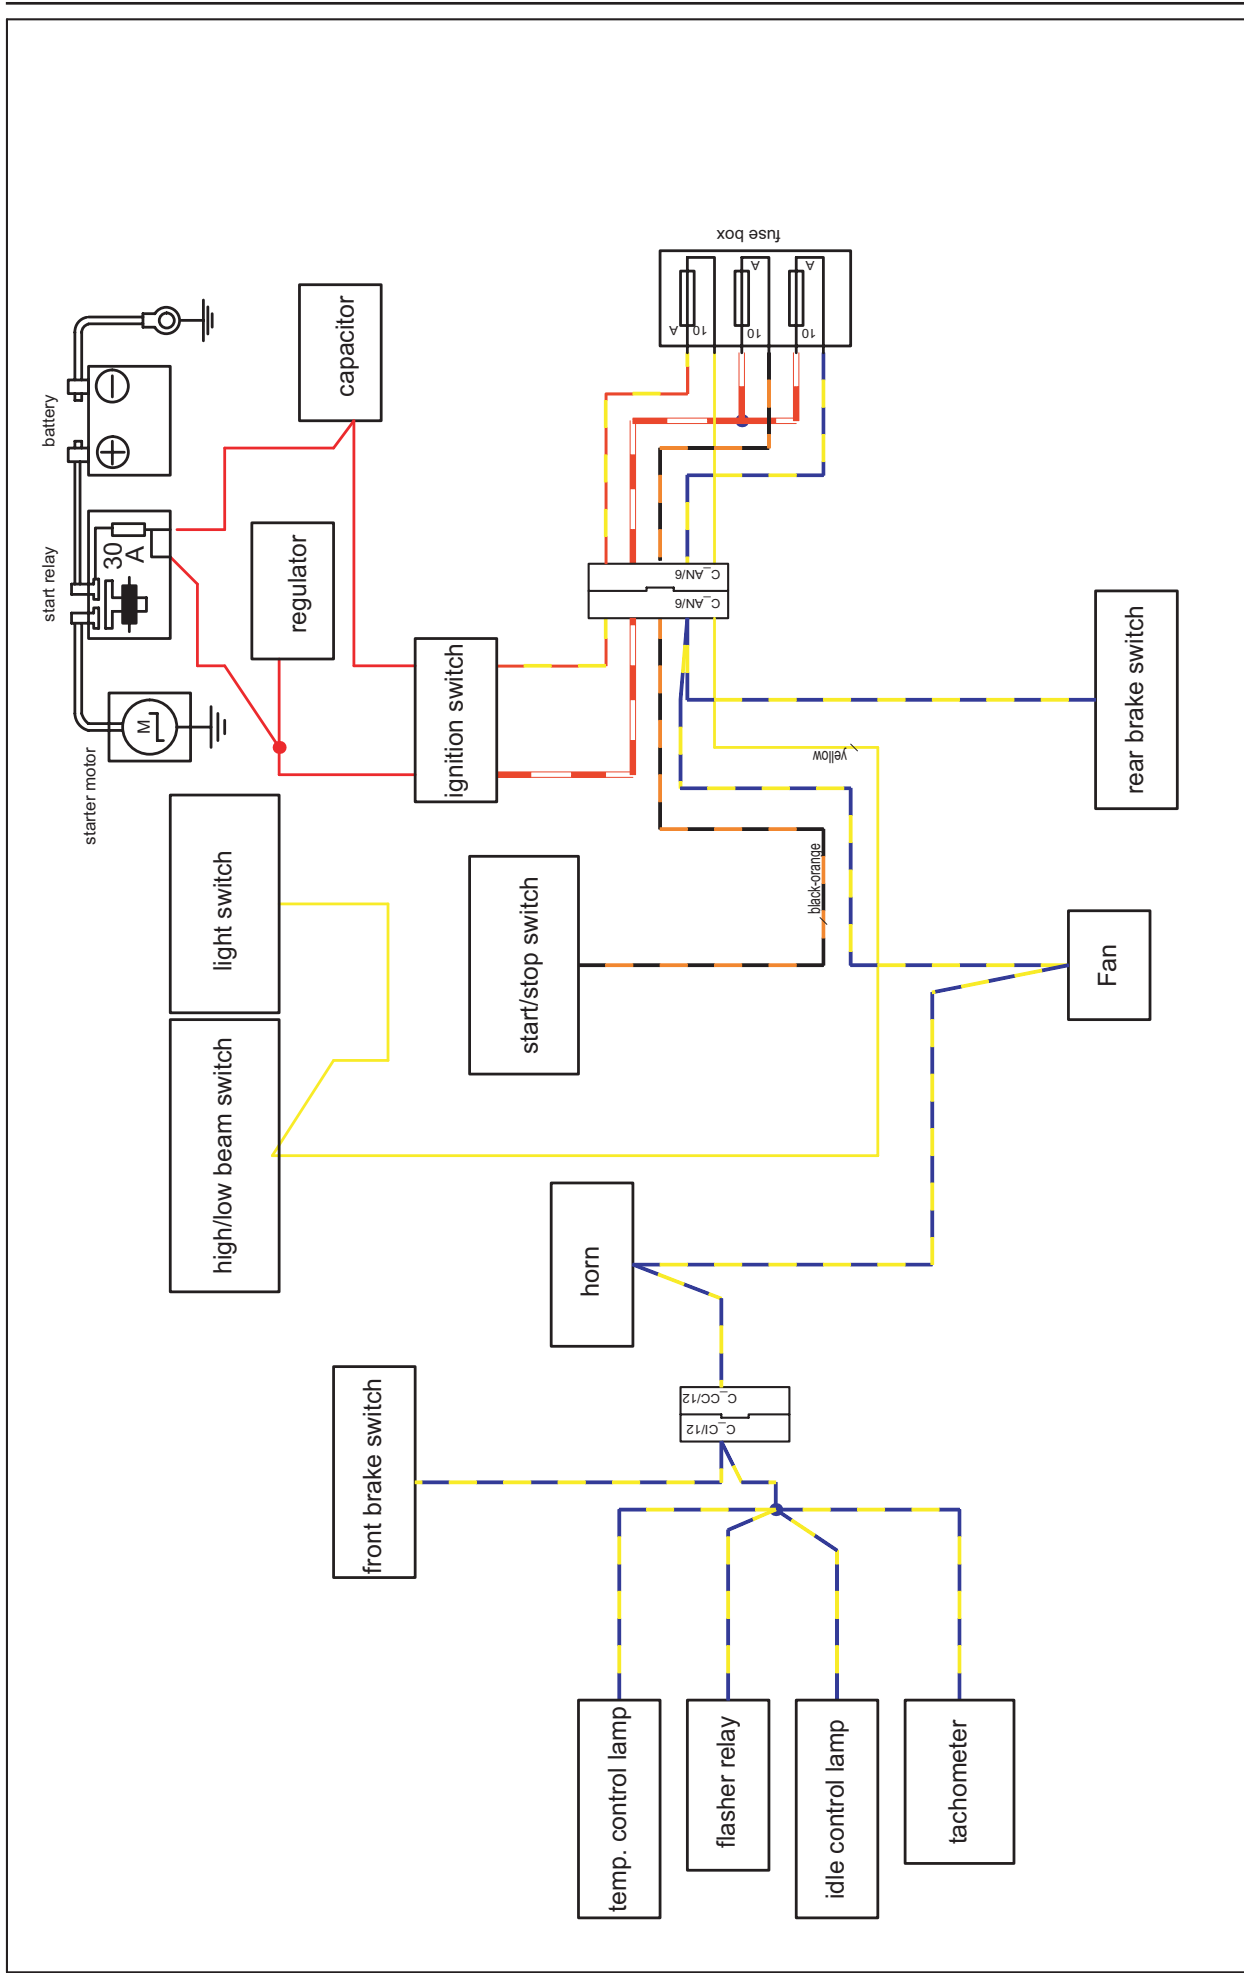 battery
start relay
starter motor
30
A
M
capacitor
regulator
ignition switch
fuse box
10
A
10
A
10
A
C_AN/6
C_AN/6
light switch
high/low beam switch
start/stop switch
yellow
black-orange
rear brake switch
Fan
horn
C_CC/12
C_CI/12
front brake switch
temp. control lamp
flasher relay
idle control lamp
tachometer